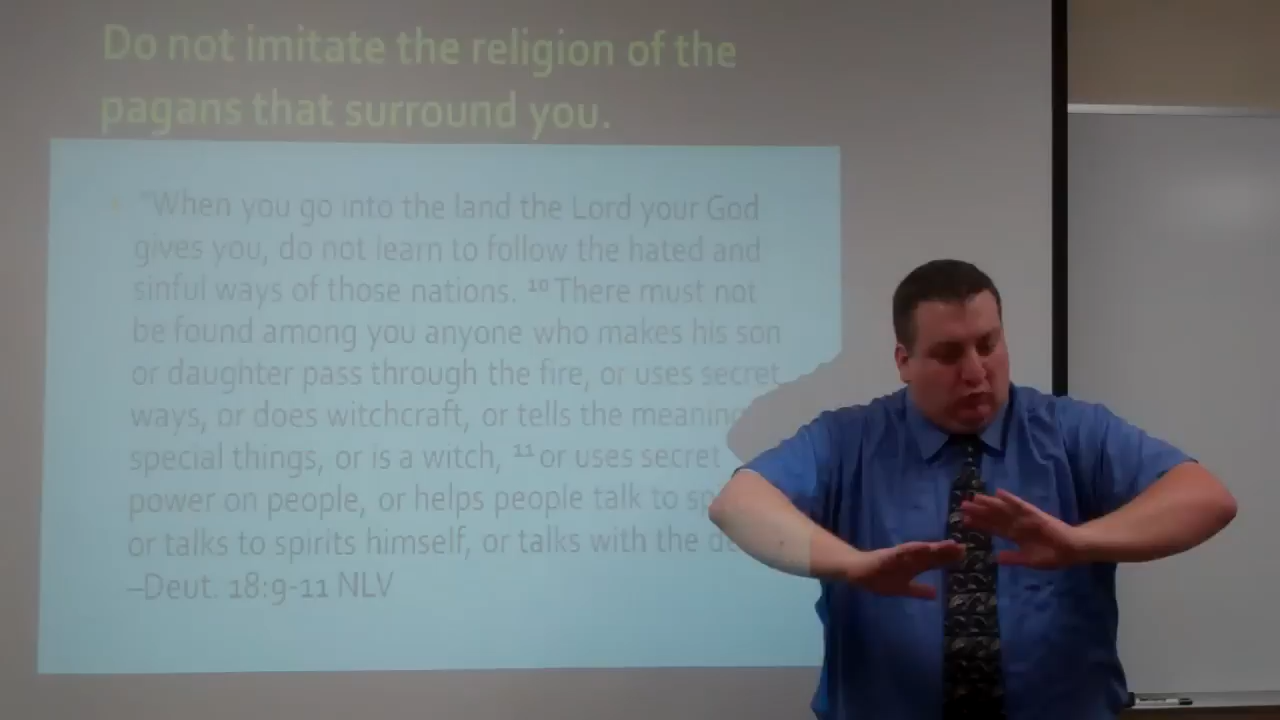 Do not imitate the religion of the
pagans that surround you.
"When you go into the land the Lord your God
gives you, do not learn to follow the hated and
sinful ways of those nations. ¹⁰ There must not
be found among you anyone who makes his son
or daughter pass through the fire, or uses secret
ways, or does witchcraft, or tells the meaning
special things, or is a witch, ¹¹ or uses secret
power on people, or helps people talk to
or talks to spirits himself, or talks with the
–Deut. 18:9-11 NLV